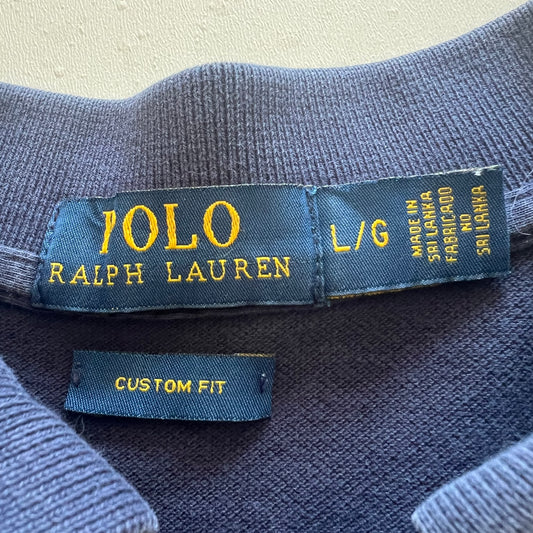 POLO
RALPH LAUREN
L/G
MADE IN
SRI LANKA
FABRICADO
NO
SRI LANKA
CUSTOM FIT